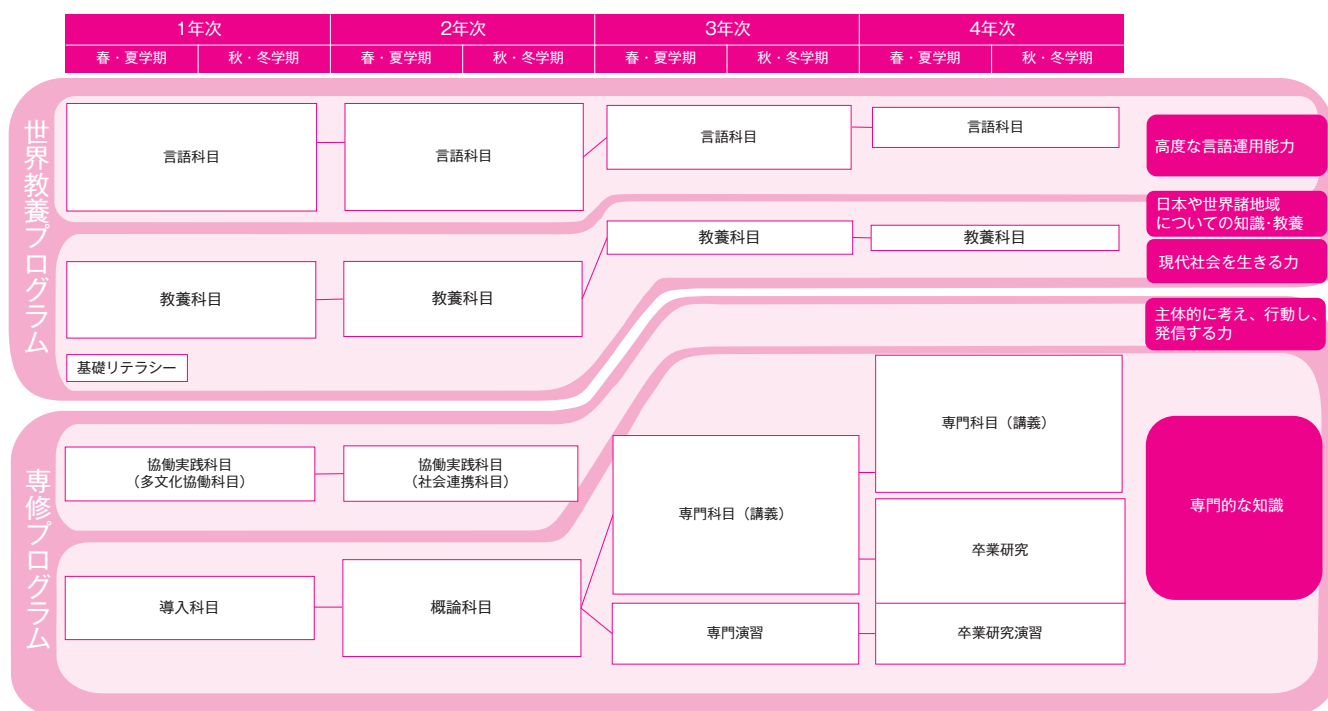 1年次
2年次
3年次
4年次
春・夏学期
秋・冬学期
春・夏学期
秋・冬学期
春・夏学期
秋・冬学期
春・夏学期
秋・冬学期
世界教養プログラム
言語科目
言語科目
言語科目
言語科目
高度な言語運用能力
教養科目
教養科目
教養科目
教養科目
日本や世界諸地域
についての知識・教養
現代社会を生きる力
基礎リテラシー
主体的に考え、行動し、
発信する力
専修プログラム
協働実践科目
（多文化協働科目）
協働実践科目
（社会連携科目）
導入科目
概論科目
専門科目（講義）
専門演習
専門科目（講義）
卒業研究
卒業研究演習
専門的な知識